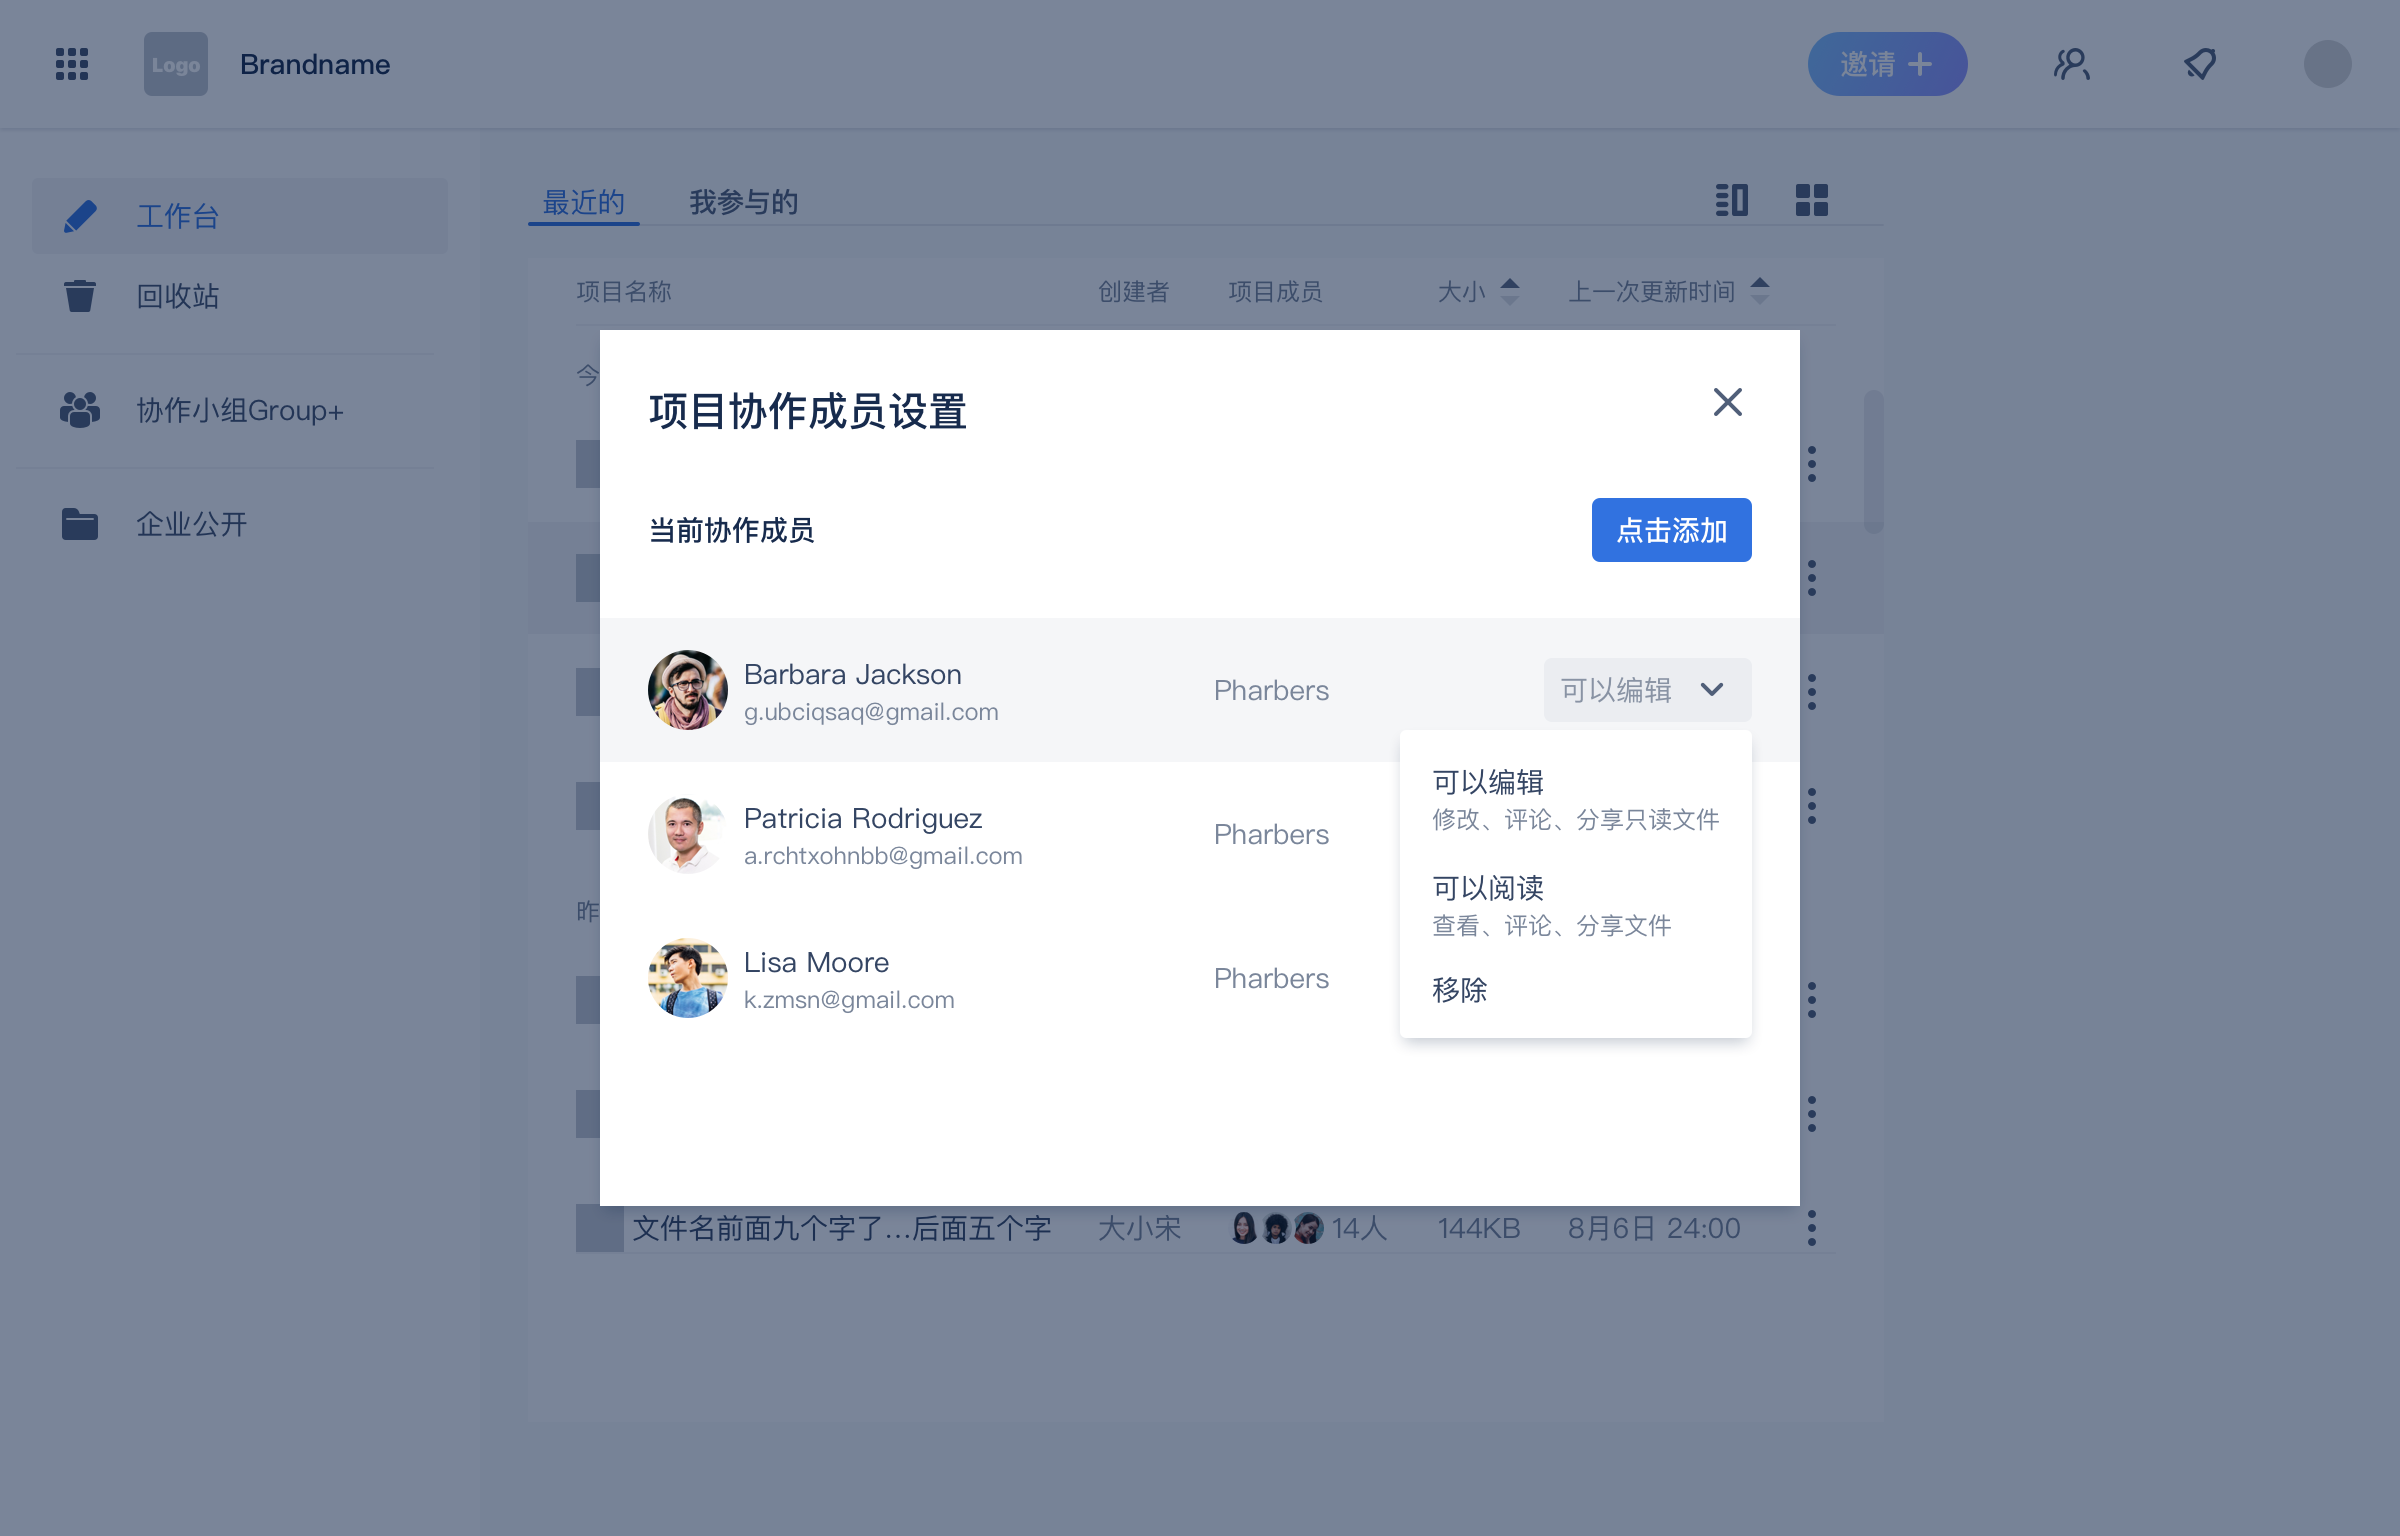 Logo
Brandname
邀请
工作台
回收站
协作小组Group+
企业公开
最近的
我参与的
项目名称
创建者
项目成员
大小
上一次更新时间
今
项目协作成员设置
当前协作成员
点击添加
Barbara Jackson
g.ubciqsaq@gmail.com
Pharbers
可以编辑
Patricia Rodriguez
a.rchtxohnbb@gmail.com
Pharbers
Lisa Moore
k.zmsn@gmail.com
Pharbers
可以编辑
修改、评论、分享只读文件
可以阅读
查看、评论、分享文件
移除
昨
文件名前面九个字了...后面五个字
大小宋
14人
144KB
8月6日 24:00